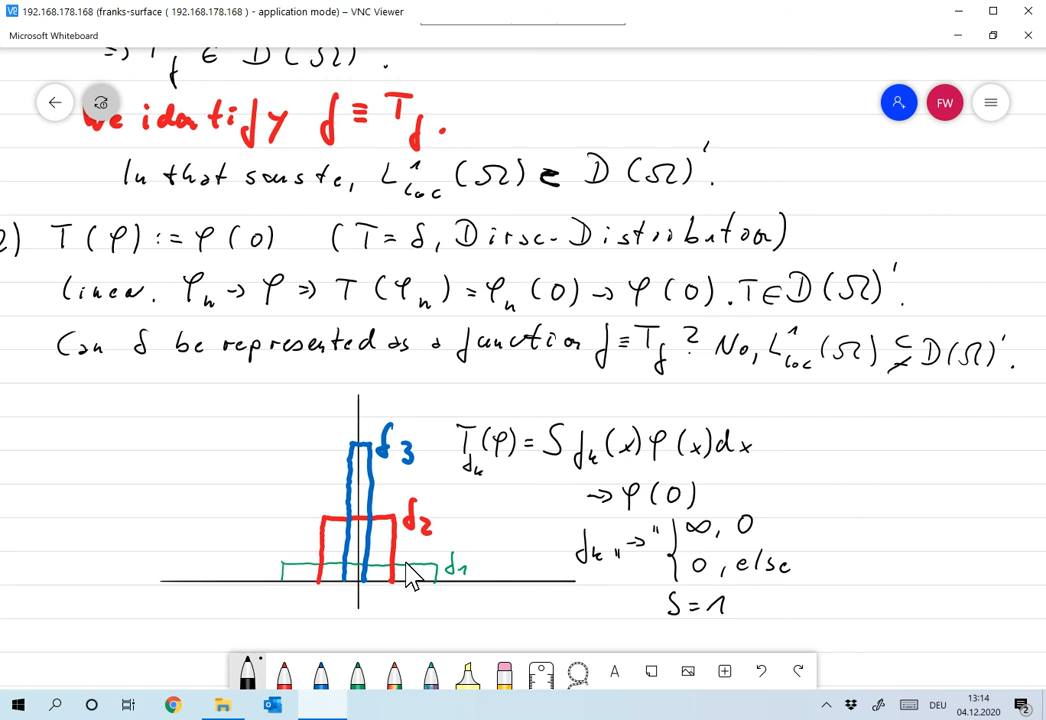 192.168.178.168 (franks-surface ( 192.168.178.168 ) - application mode) – VNC Viewer
Microsoft Whiteboard
=> T_f ∈ D(Ω)'.
We identify f ≡ T_f.
FW
In that sense, L¹_loc(Ω) ⊂ D(Ω)'.
2) T(φ) := φ(0) (T = δ, Dirac-Distribution)
linear. φ_n → φ => T(φ_n) = φ_n(0) → φ(0). T ∈ D(Ω)'.
Can δ be represented as a function f ≡ T_f? No, L¹_loc(Ω) ⊊ D(Ω)'.
f3
T_{f_k}(φ) = ∫ f_k(x) φ(x) dx
→ φ(0)
f2
f_k "→" { ∞, 0
0, else
f1
∫ = 1
A
DEU
13:14
04.12.2020
2